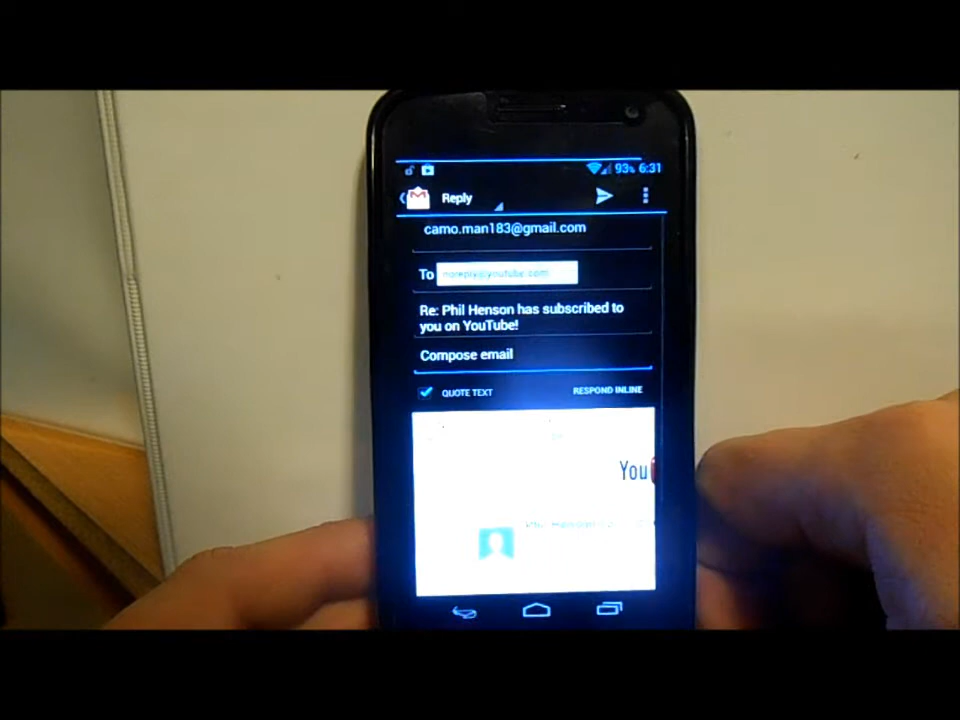 93% 6:31
Reply
camo.man183@gmail.com
To noreply@youtube.com
Re: Phil Henson has subscribed to
you on YouTube!
Compose email
QUOTE TEXT RESPOND INLINE
You